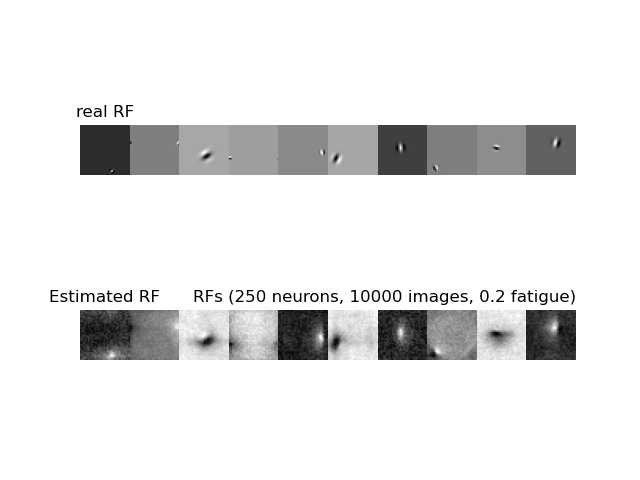 real RF
Estimated RF
RFs (250 neurons, 10000 images, 0.2 fatigue)